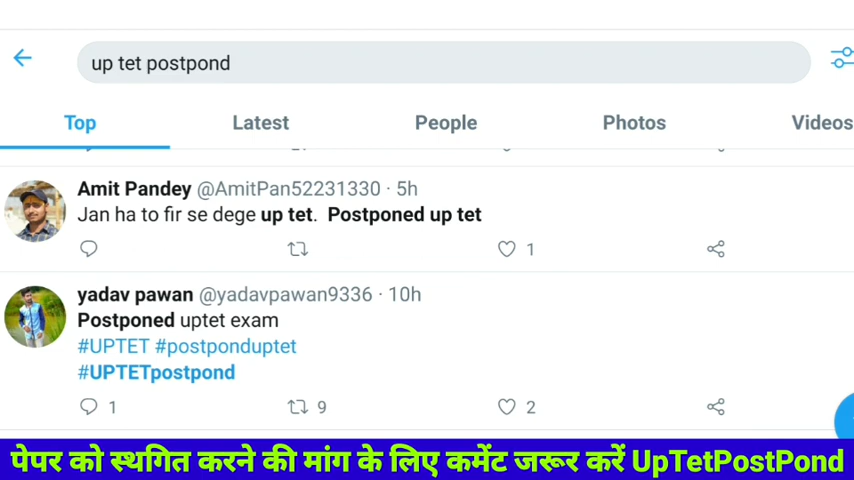 up tet postpond
Top Latest People Photos Videos
Amit Pandey @AmitPan52231330 · 5h
Jan ha to fir se dege up tet. Postponed up tet
1
yadav pawan @yadavpawan9336 · 10h
Postponed uptet exam
#UPTET #postponduptet
#UPTETpostpond
1 9 2
पेपर को स्थगित करने की मांग के लिए कमेंट जरूर करें UpTetPostPond